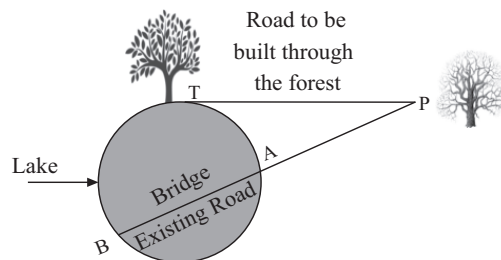 Road to be
built through
the forest
T
P
A
Lake
Bridge
Existing Road
B